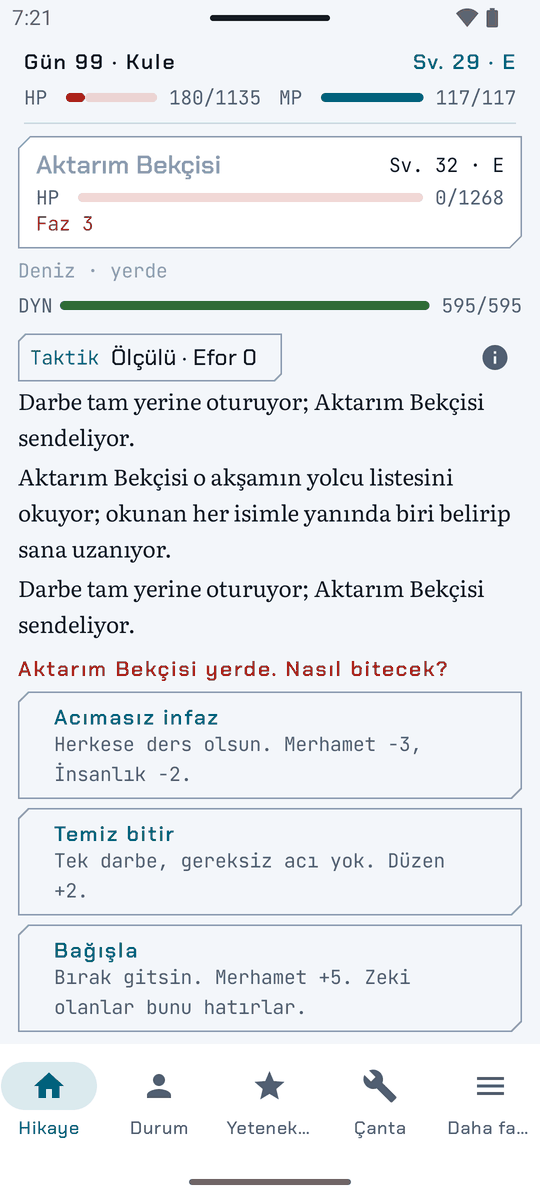 7:21
Gün 99 · Kule Sv. 29 · E
HP 180/1135 MP 117/117
Aktarım Bekçisi Sv. 32 · E
HP 0/1268
Faz 3
Deniz · yerde
DYN 595/595
Taktik Ölçülü · Efor 0
Darbe tam yerine oturuyor; Aktarım Bekçisi
sendeliyor.
Aktarım Bekçisi o akşamın yolcu listesini
okuyor; okunan her isimle yanında biri belirip
sana uzanıyor.
Darbe tam yerine oturuyor; Aktarım Bekçisi
sendeliyor.
Aktarım Bekçisi yerde. Nasıl bitecek?
Acımasız infaz
Herkese ders olsun. Merhamet -3,
İnsanlık -2.
Temiz bitir
Tek darbe, gereksiz acı yok. Düzen
+2.
Bağışla
Bırak gitsin. Merhamet +5. Zeki
olanlar bunu hatırlar.
Hikaye Durum Yetenek... Çanta Daha fa...